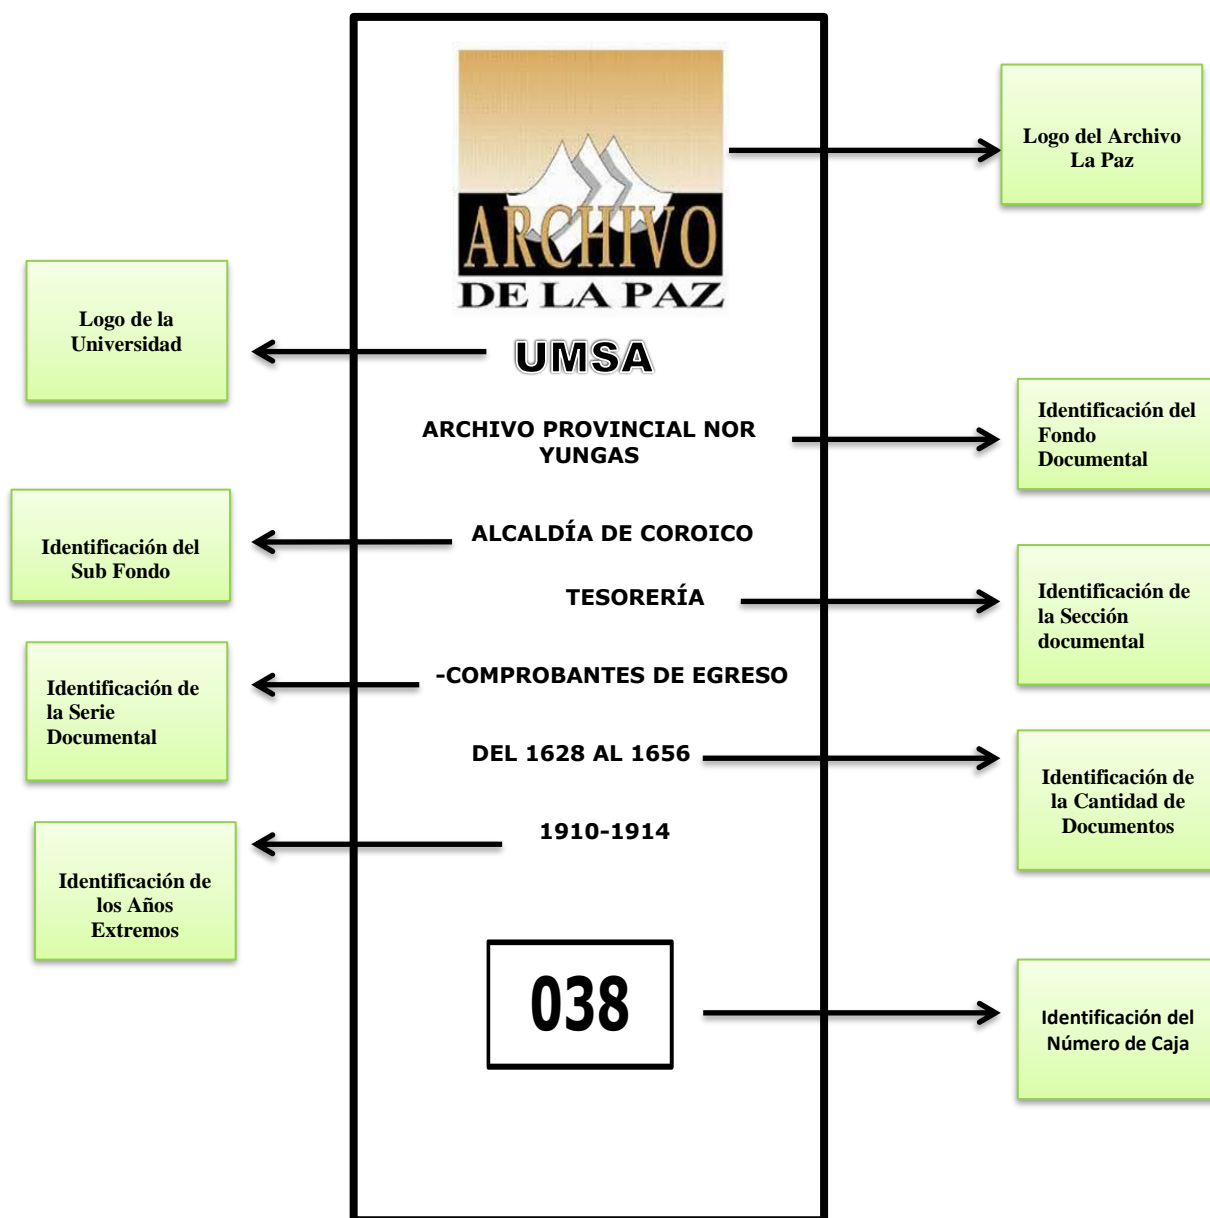 ARCHIVO
DE LA PAZ
Logo del Archivo
La Paz
Logo de la
Universidad
UMSA
ARCHIVO PROVINCIAL NOR
YUNGAS
Identificación del
Fondo
Documental
Identificación del
Sub Fondo
ALCALDÍA DE COROICO
TESORERÍA
Identificación de
la Sección
documental
Identificación de
la Serie
Documental
-COMPROBANTES DE EGRESO
DEL 1628 AL 1656
Identificación de
la Cantidad de
Documentos
1910-1914
Identificación de
los Años
Extremos
038
Identificación del
Número de Caja